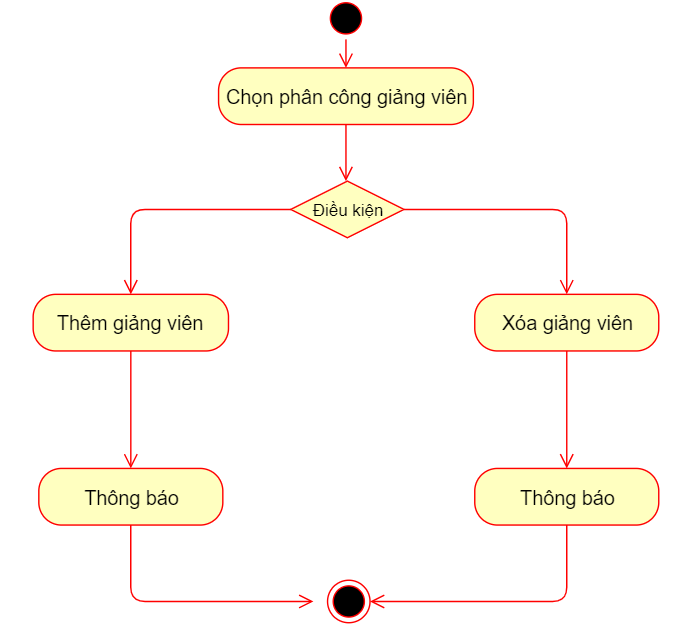 Chọn phân công giảng viên
Điều kiện
Thêm giảng viên
Xóa giảng viên
Thông báo
Thông báo